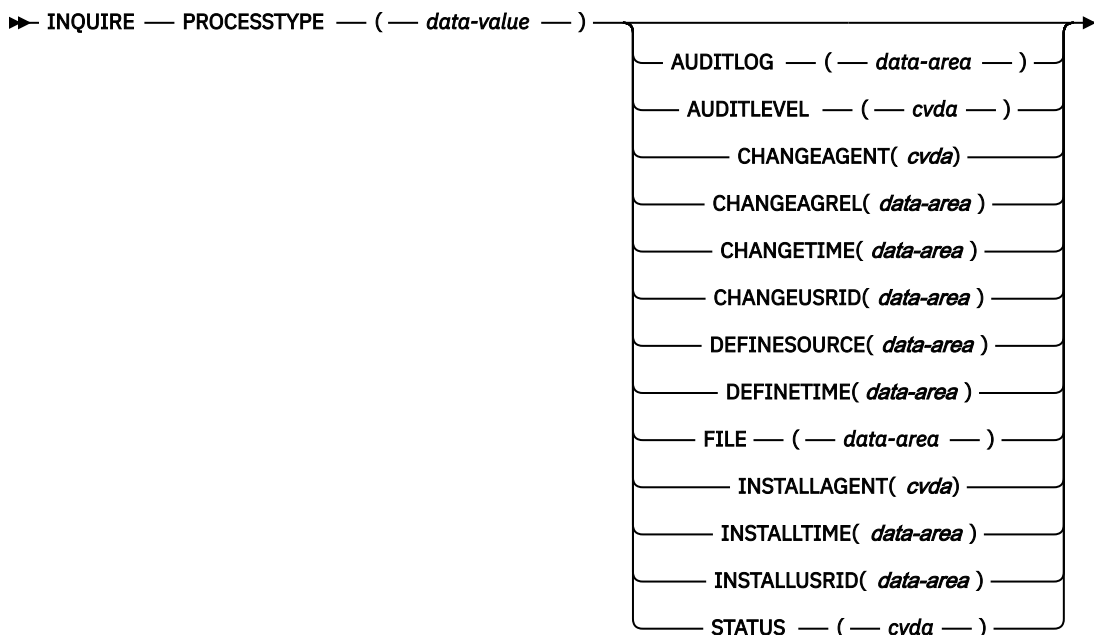 INQUIRE PROCESSTYPE ( data-value )
AUDITLOG ( data-area )
AUDITLEVEL ( cvda )
CHANGEAGENT( cvda)
CHANGEAGREL( data-area )
CHANGETIME( data-area )
CHANGEUSRID( data-area )
DEFINESOURCE( data-area )
DEFINETIME( data-area )
FILE ( data-area )
INSTALLAGENT( cvda)
INSTALLTIME( data-area )
INSTALLUSRID( data-area )
STATUS ( cvda )